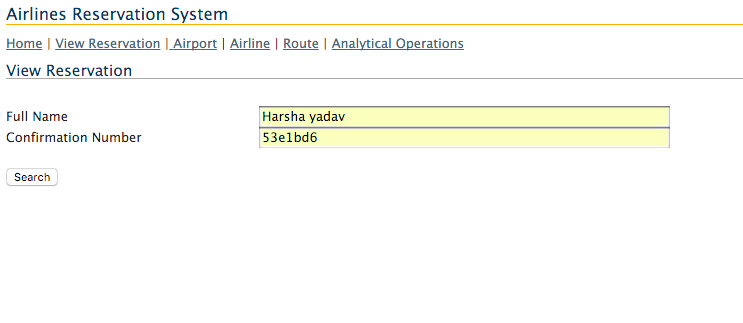 Airlines Reservation System
Home | View Reservation | Airport | Airline | Route | Analytical Operations
View Reservation
Full Name Harsha yadav
Confirmation Number 53e1bd6
Search